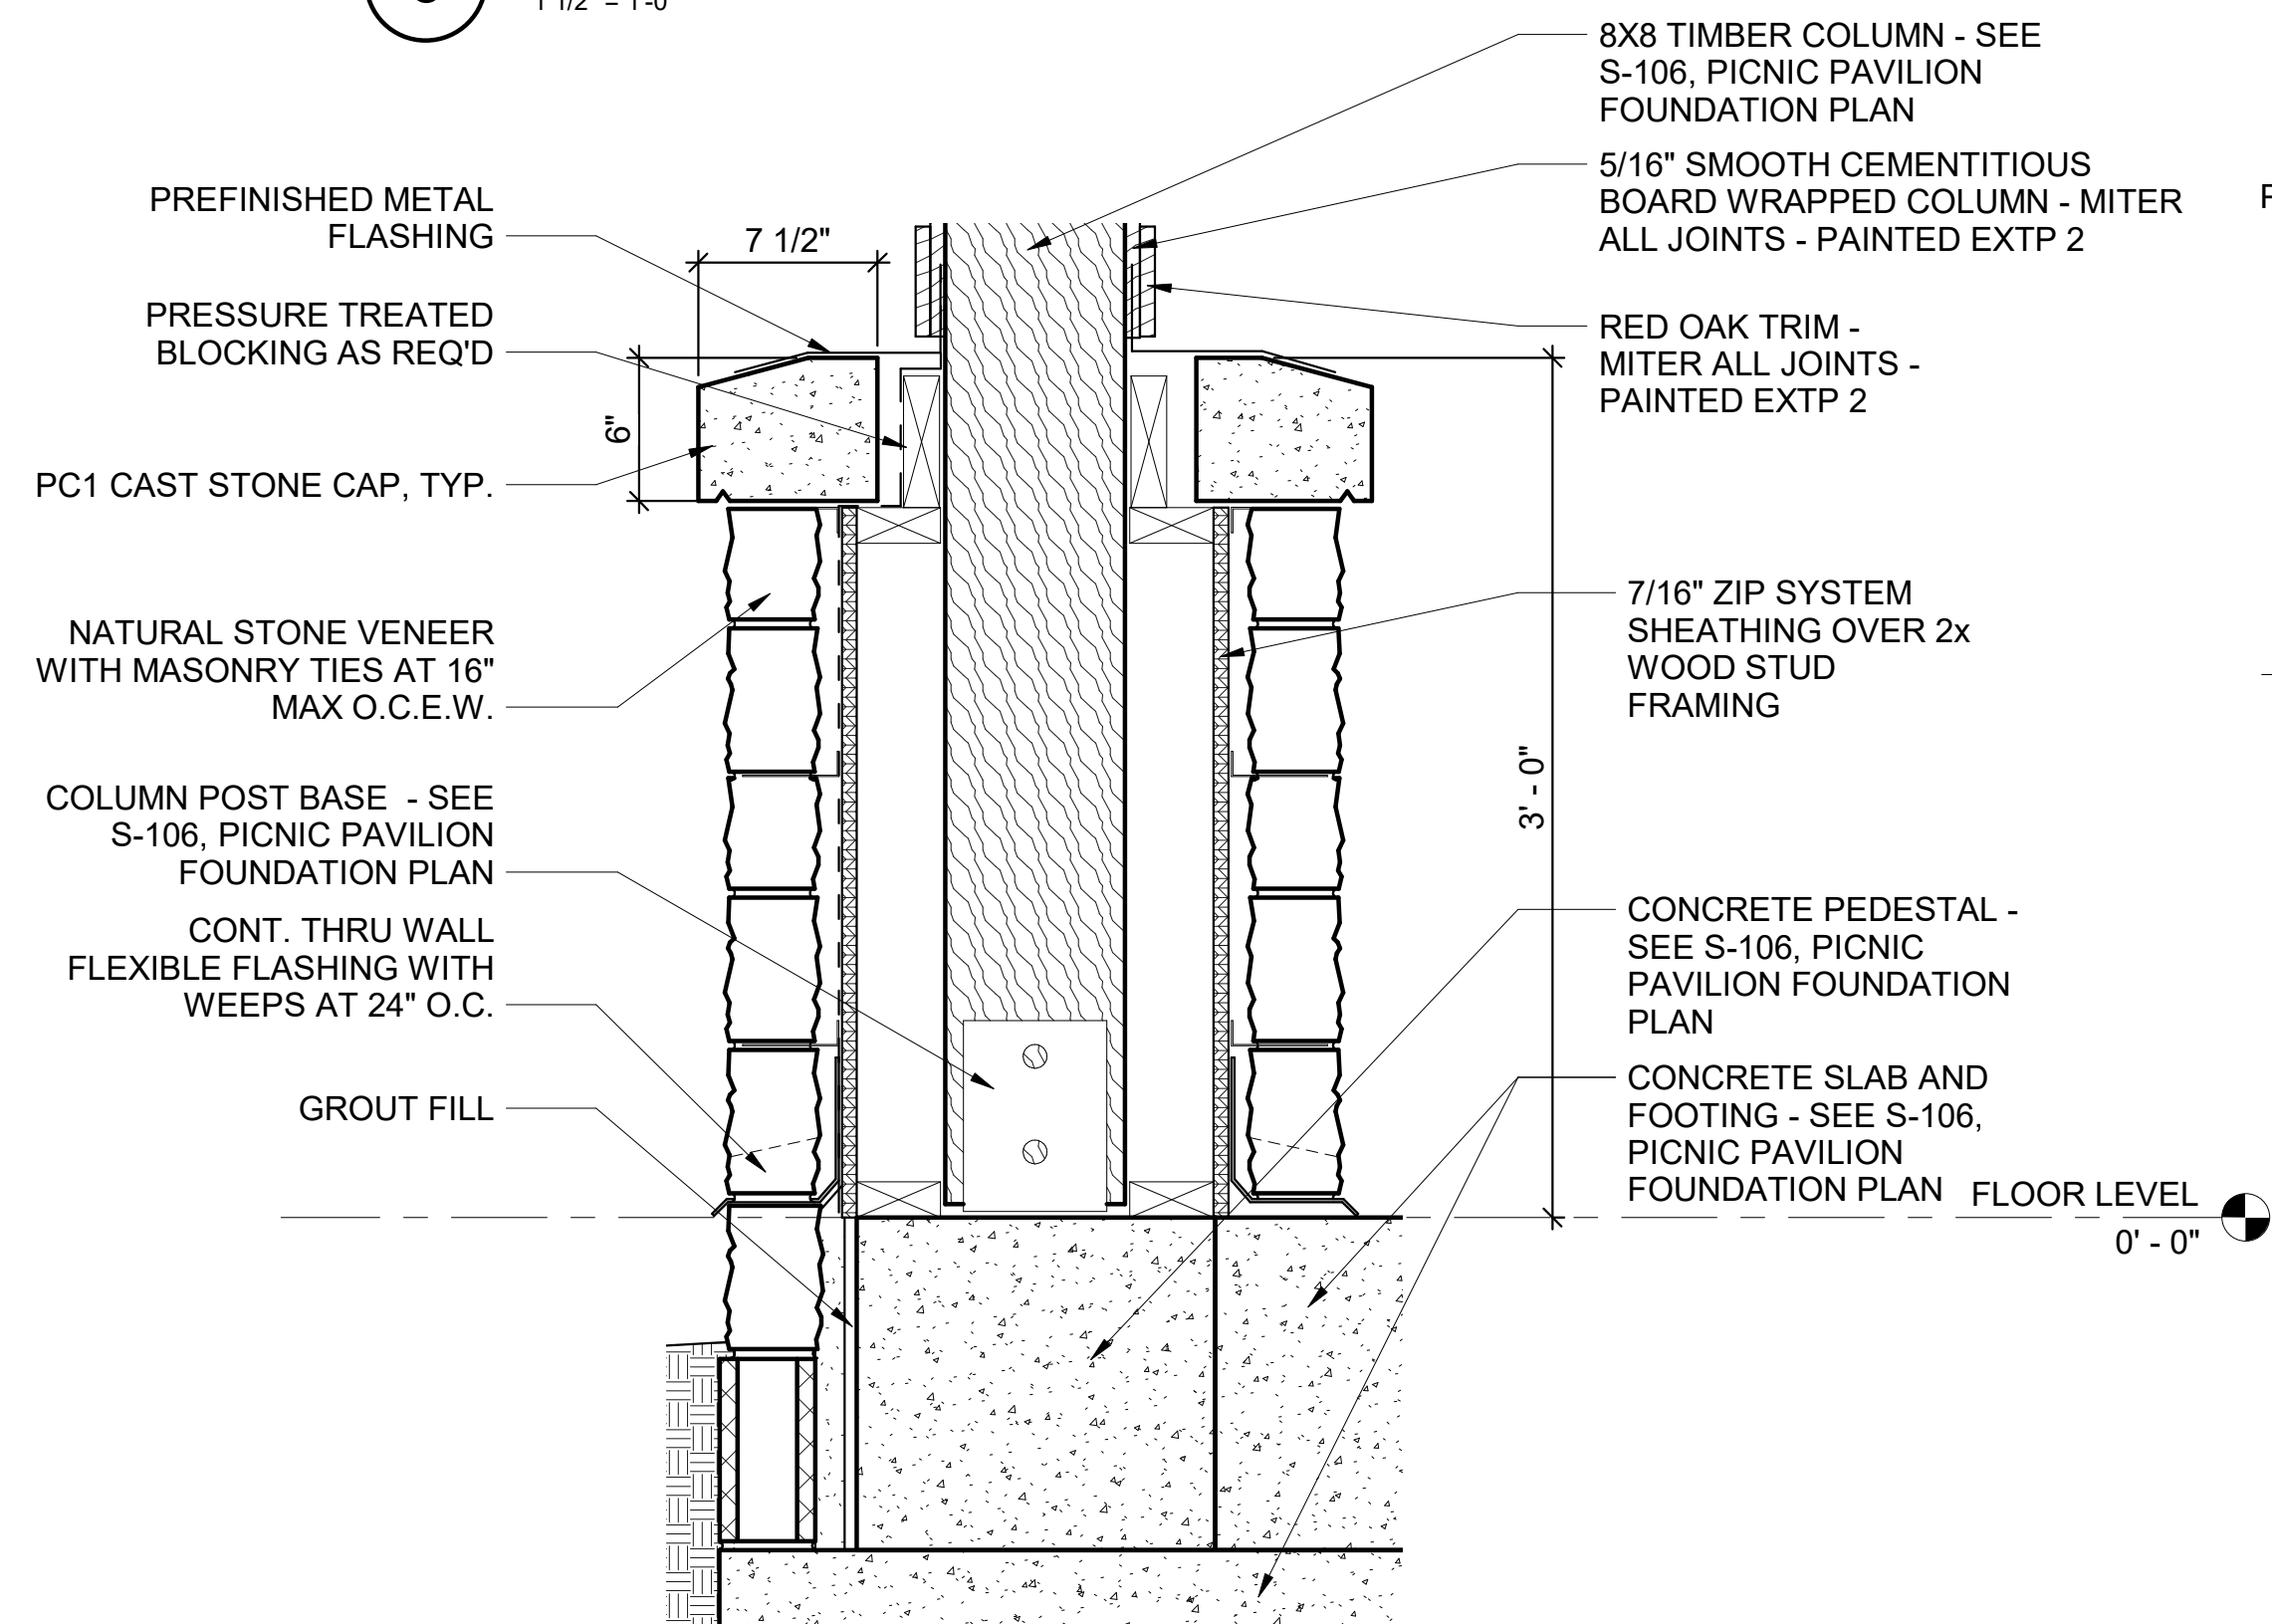 1 1/2" = 1'-0"
8X8 TIMBER COLUMN - SEE
S-106, PICNIC PAVILION
FOUNDATION PLAN
5/16" SMOOTH CEMENTITIOUS
BOARD WRAPPED COLUMN - MITER
ALL JOINTS - PAINTED EXTP 2
RED OAK TRIM -
MITER ALL JOINTS -
PAINTED EXTP 2
PREFINISHED METAL
FLASHING
7 1/2"
PRESSURE TREATED
BLOCKING AS REQ'D
6"
PC1 CAST STONE CAP, TYP.
NATURAL STONE VENEER
WITH MASONRY TIES AT 16"
MAX O.C.E.W.
COLUMN POST BASE - SEE
S-106, PICNIC PAVILION
FOUNDATION PLAN
CONT. THRU WALL
FLEXIBLE FLASHING WITH
WEEPS AT 24" O.C.
GROUT FILL
7/16" ZIP SYSTEM
SHEATHING OVER 2x
WOOD STUD
FRAMING
3' - 0"
CONCRETE PEDESTAL -
SEE S-106, PICNIC
PAVILION FOUNDATION
PLAN
CONCRETE SLAB AND
FOOTING - SEE S-106,
PICNIC PAVILION
FOUNDATION PLAN
FLOOR LEVEL
0' - 0"